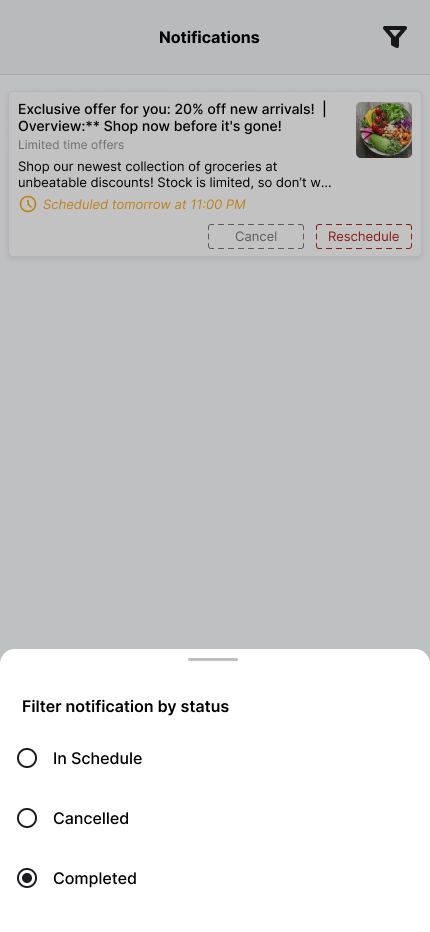 Notifications
Exclusive offer for you: 20% off new arrivals!  |
Overview:** Shop now before it's gone!
Limited time offers
Shop our newest collection of groceries at
unbeatable discounts! Stock is limited, so don’t w...
Scheduled tomorrow at 11:00 PM
Cancel
Reschedule
Filter notification by status
In Schedule
Cancelled
Completed